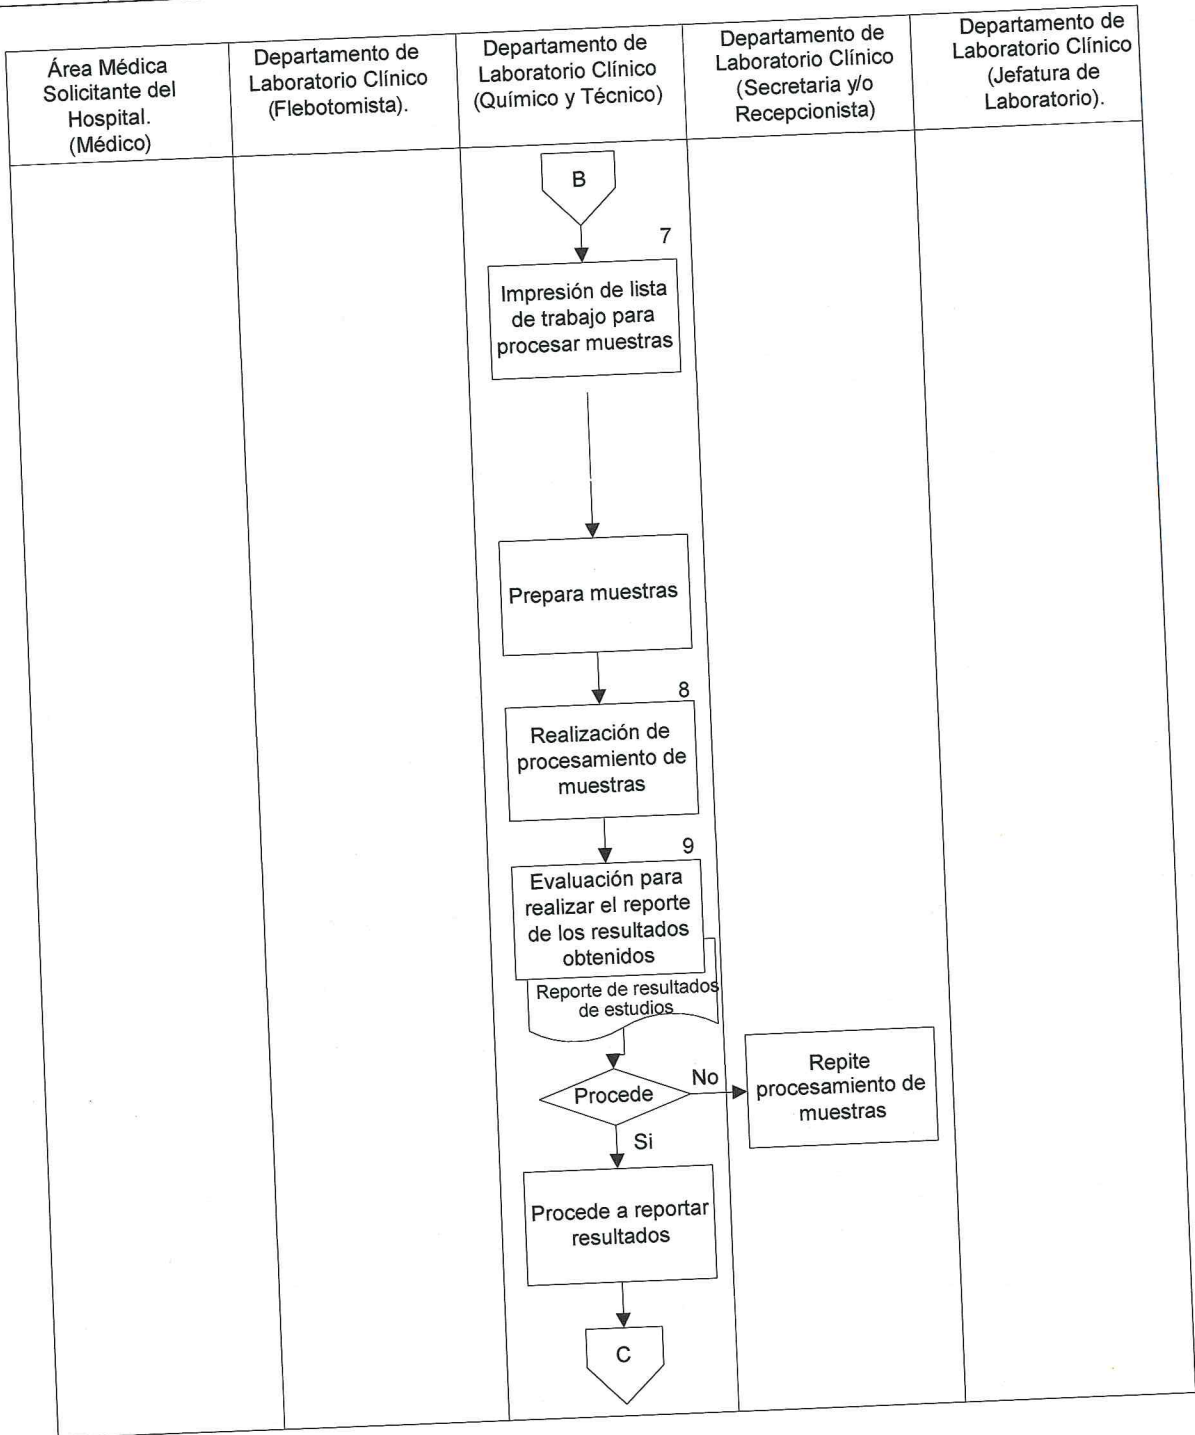 Área Médica
Solicitante del
Hospital.
(Médico)
Departamento de
Laboratorio Clínico
(Flebotomista).
Departamento de
Laboratorio Clínico
(Químico y Técnico)
Departamento de
Laboratorio Clínico
(Secretaria y/o
Recepcionista)
Departamento de
Laboratorio Clínico
(Jefatura de
Laboratorio).
B
7
Impresión de lista
de trabajo para
procesar muestras
Prepara muestras
8
Realización de
procesamiento de
muestras
9
Evaluación para
realizar el reporte
de los resultados
obtenidos
Reporte de resultados
de estudios
Procede
No
Repite
procesamiento de
muestras
Si
Procede a reportar
resultados
C